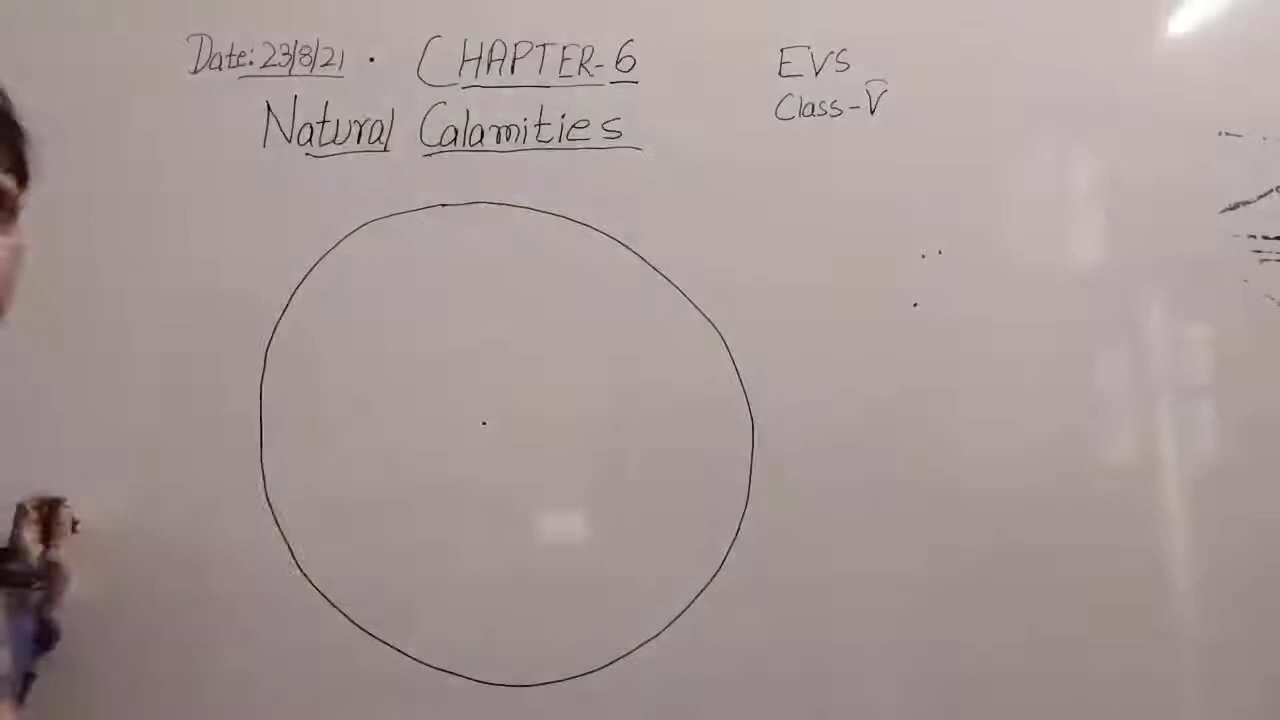 Date: 23/8/21 . CHAPTER-6
Natural Calamities
EVS
Class-V